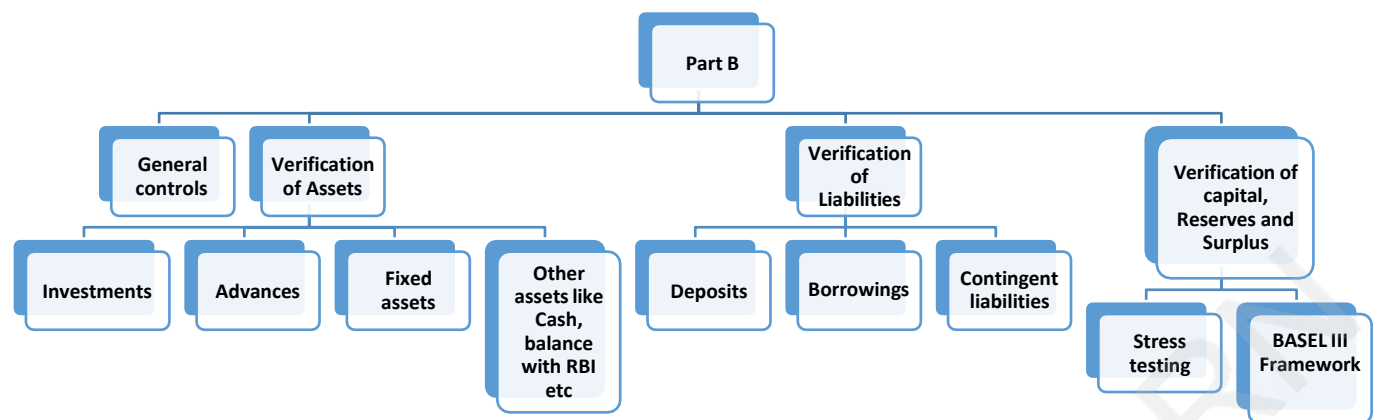 Part B
General
controls
Verification
of Assets
Verification
of
Liabilities
Verification of
capital,
Reserves and
Surplus
Investments
Advances
Fixed
assets
Other
assets like
Cash,
balance
with RBI
etc
Deposits
Borrowings
Contingent
liabilities
Stress
testing
BASEL III
Framework